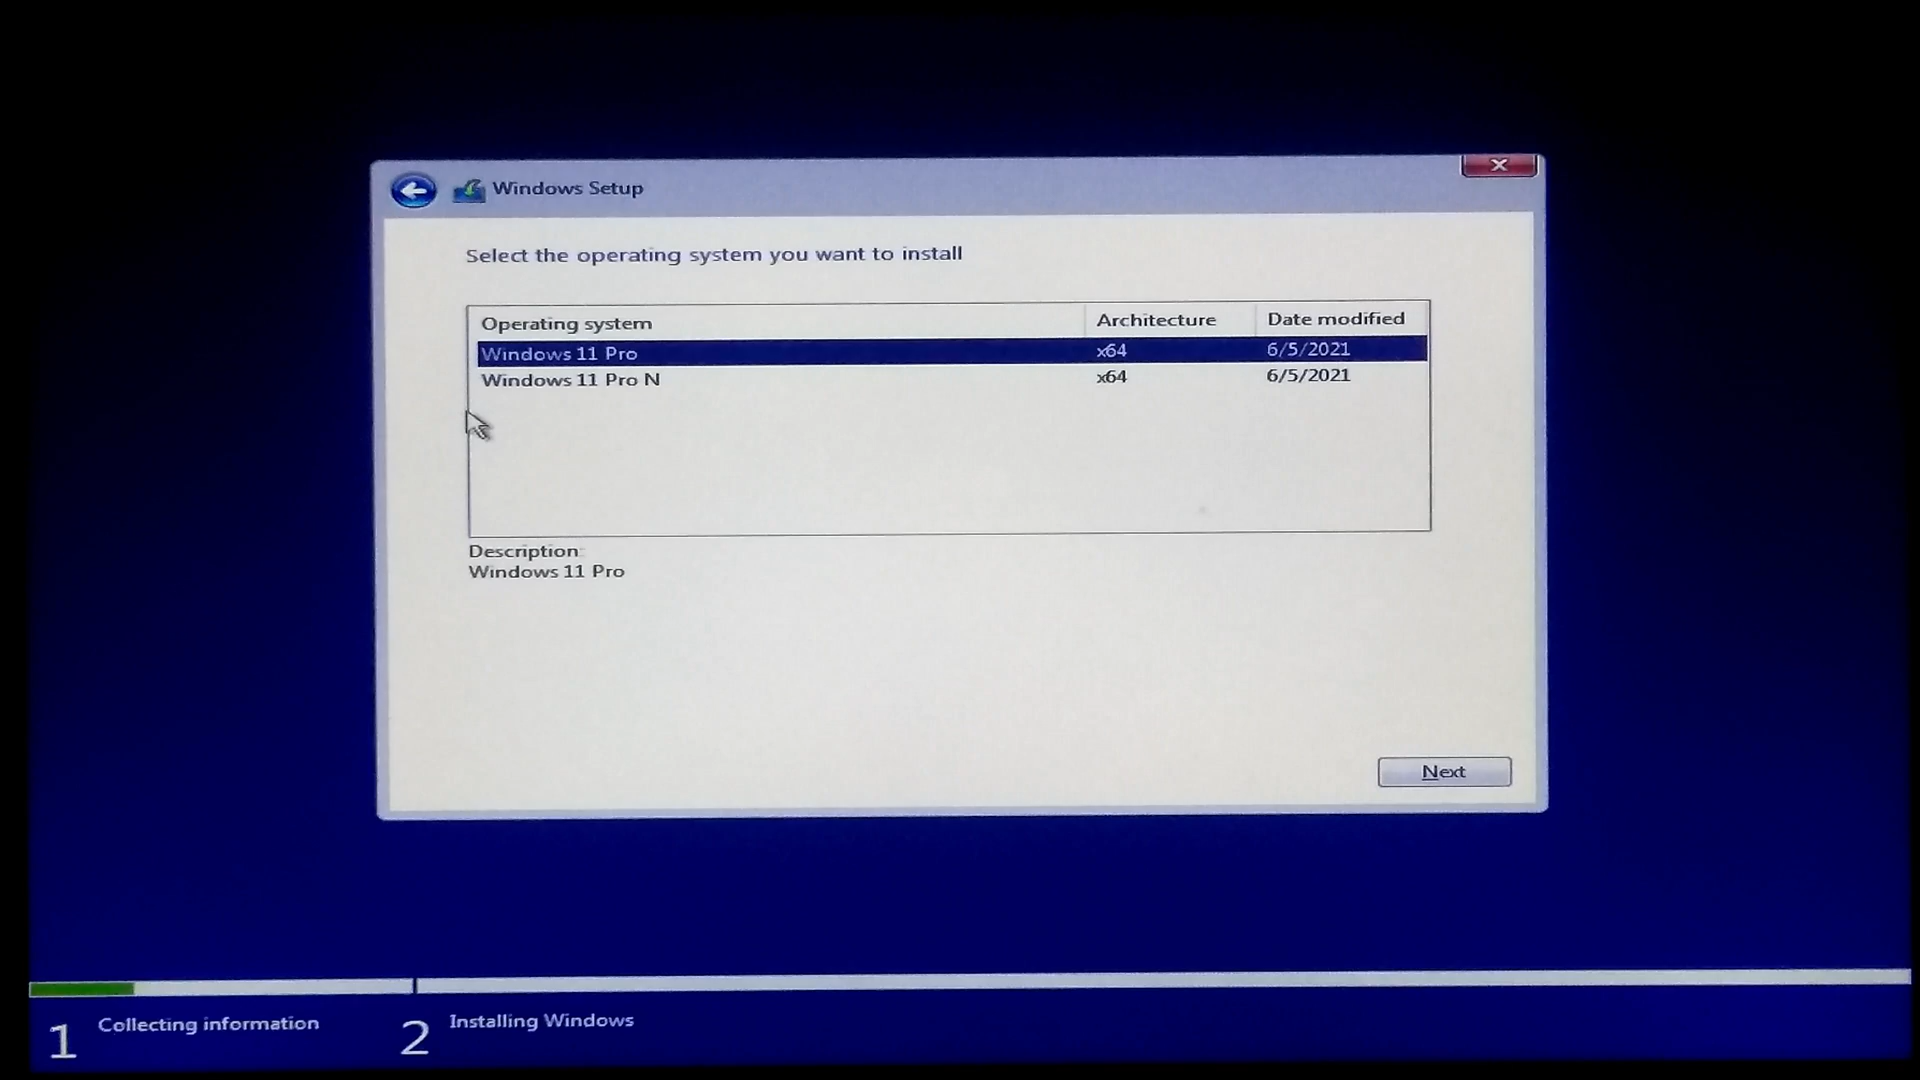 Windows Setup
Select the operating system you want to install
Operating system Architecture Date modified
Windows 11 Pro x64 6/5/2021
Windows 11 Pro N x64 6/5/2021
Description:
Windows 11 Pro
Next
1 Collecting information 2 Installing Windows